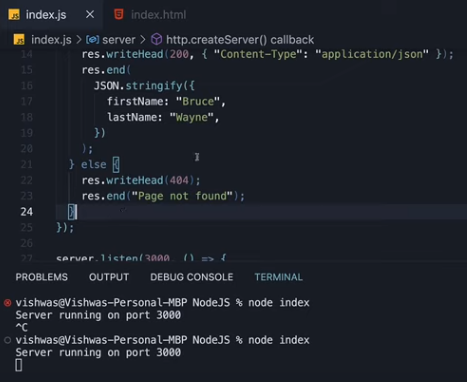 JS index.js × index.html
JS index.js > server > http.createServer() callback
14 res.writeHead(200, { "Content-Type": "application/json" });
15 res.end(
16 JSON.stringify({
17 firstName: "Bruce",
18 lastName: "Wayne",
19 })
20 );
21 } else {
22 res.writeHead(404);
23 res.end("Page not found");
24 }
25 });
26
27 server.listen(3000, () => {
PROBLEMS OUTPUT DEBUG CONSOLE TERMINAL
vishwas@Vishwas-Personal-MBP NodeJS % node index
Server running on port 3000
^C
vishwas@Vishwas-Personal-MBP NodeJS % node index
Server running on port 3000